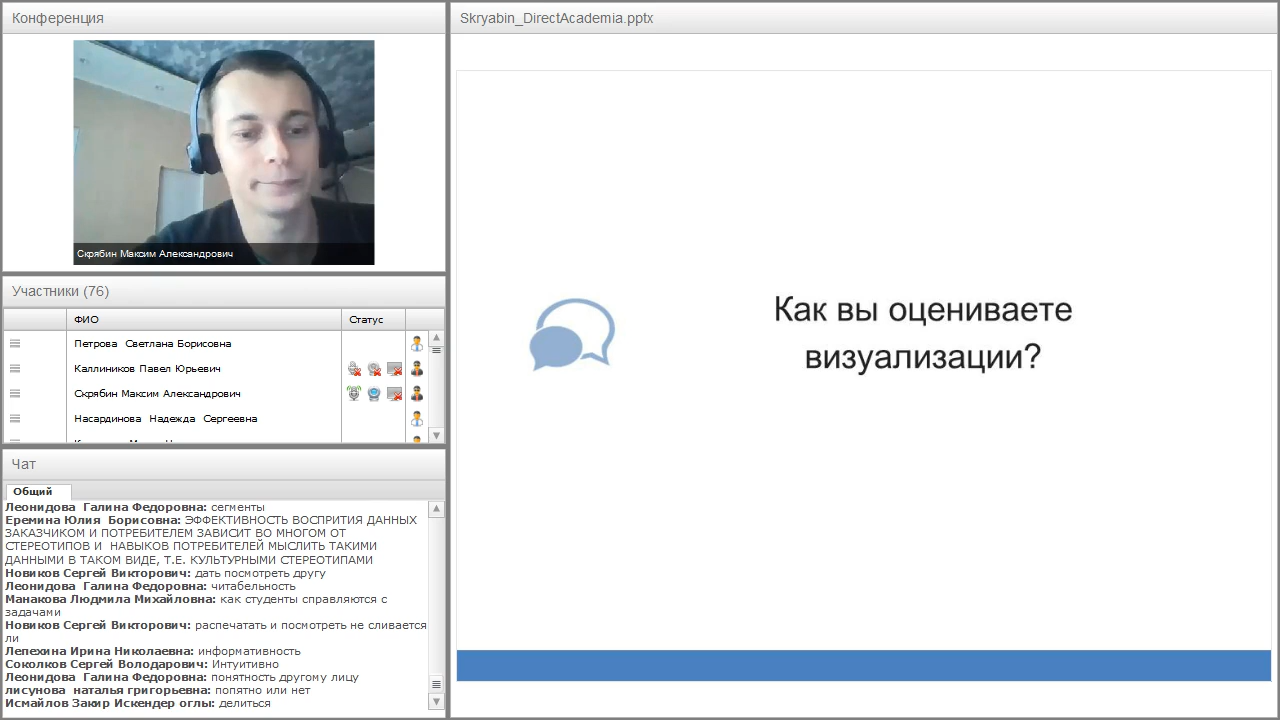 Конференция
Скрябин Максим Александрович
Участники (76)
ФИО
Статус
Петрова Светлана Борисовна
Каллиников Павел Юрьевич
Скрябин Максим Александрович
Насардинова Надежда Сергеевна
Чат
Общий
Леонидова Галина Федоровна: сегменты
Еремина Юлия Борисовна: ЭФФЕКТИВНОСТЬ ВОСПРИТИЯ ДАННЫХ
ЗАКАЗЧИКОМ И ПОТРЕБИТЕЛЕМ ЗАВИСИТ ВО МНОГОМ ОТ
СТЕРЕОТИПОВ И НАВЫКОВ ПОТРЕБИТЕЛЕЙ МЫСЛИТЬ ТАКИМИ
ДАННЫМИ В ТАКОМ ВИДЕ, Т.Е. КУЛЬТУРНЫМИ СТЕРЕОТИПАМИ
Новиков Сергей Викторович: дать посмотреть другу
Леонидова Галина Федоровна: читабельность
Манакова Людмила Михайловна: как студенты справляются с
задачами
Новиков Сергей Викторович: распечатать и посмотреть не сливается
ли
Лепехина Ирина Николаевна: информативность
Соколков Сергей Володарович: Интуитивно
Леонидова Галина Федоровна: понятность другому лицу
лисунова наталья григорьевна: попятно или нет
Исмайлов Закир Искендер оглы: делиться
Skryabin_DirectAcademia.pptx
Как вы оцениваете
визуализации?